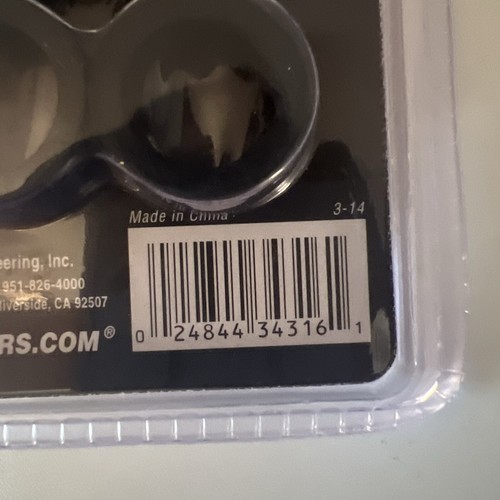 Made in China 3-14
eering, Inc.
951-826-4000
iverside, CA 92507
RS.COM®
0 24844 34316 1